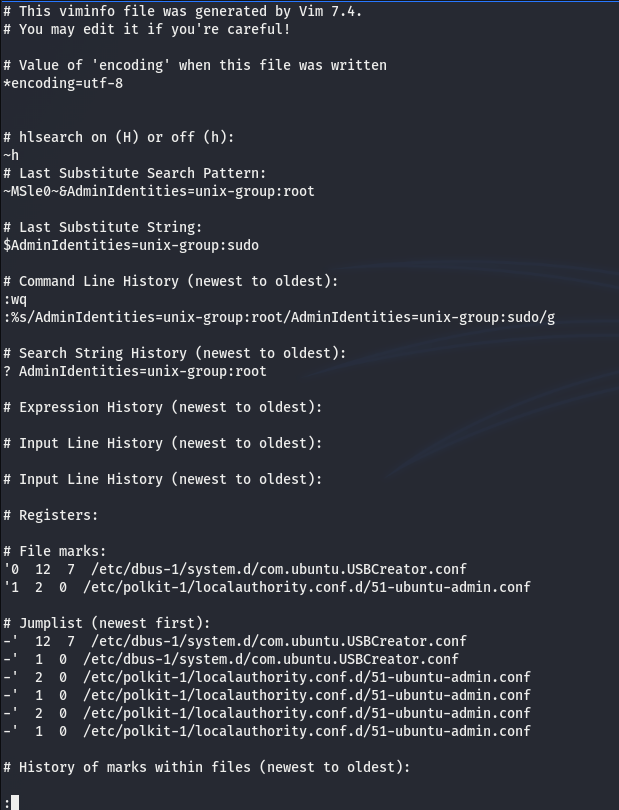 # This viminfo file was generated by Vim 7.4.
# You may edit it if you're careful!
# Value of 'encoding' when this file was written
*encoding=utf-8
# hlsearch on (H) or off (h):
~h
# Last Substitute Search Pattern:
~MSle0~&AdminIdentities=unix-group:root
# Last Substitute String:
$AdminIdentities=unix-group:sudo
# Command Line History (newest to oldest):
:wq
:%s/AdminIdentities=unix-group:root/AdminIdentities=unix-group:sudo/g
# Search String History (newest to oldest):
? AdminIdentities=unix-group:root
# Expression History (newest to oldest):
# Input Line History (newest to oldest):
# Input Line History (newest to oldest):
# Registers:
# File marks:
'0  12  7  /etc/dbus-1/system.d/com.ubuntu.USBCreator.conf
'1  2  0  /etc/polkit-1/localauthority.conf.d/51-ubuntu-admin.conf
# Jumplist (newest first):
-'  12  7  /etc/dbus-1/system.d/com.ubuntu.USBCreator.conf
-'  1  0  /etc/dbus-1/system.d/com.ubuntu.USBCreator.conf
-'  2  0  /etc/polkit-1/localauthority.conf.d/51-ubuntu-admin.conf
-'  1  0  /etc/polkit-1/localauthority.conf.d/51-ubuntu-admin.conf
-'  2  0  /etc/polkit-1/localauthority.conf.d/51-ubuntu-admin.conf
-'  1  0  /etc/polkit-1/localauthority.conf.d/51-ubuntu-admin.conf
# History of marks within files (newest to oldest):
: